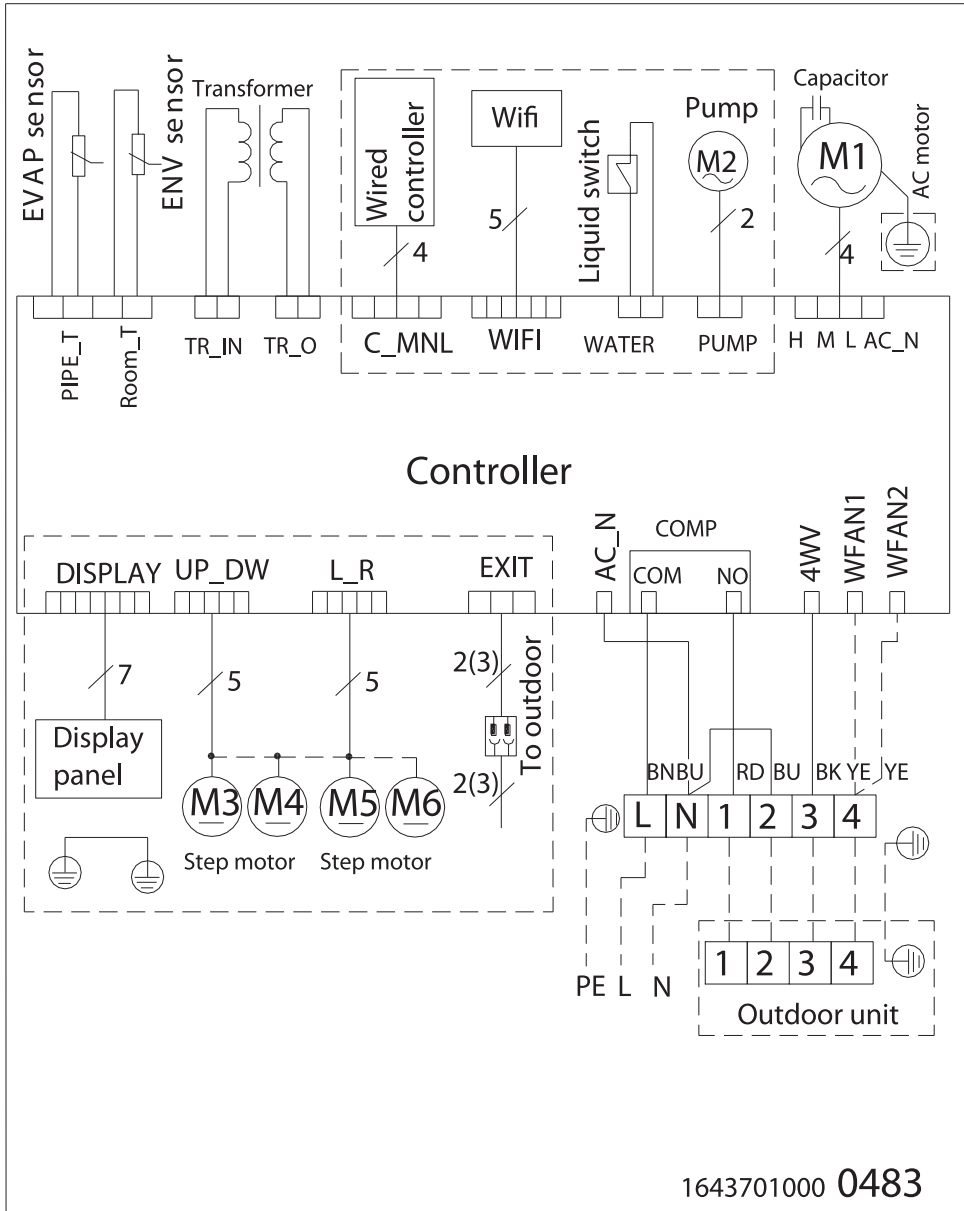 EVAP sensor
ENV sensor
Transformer
Wired
controller
Wifi
Liquid switch
Pump
M2
Capacitor
M1
AC motor
4
5
2
4
PIPE_T
Room_T
TR_IN
TR_O
C_MNL
WIFI
WATER
PUMP
H M L AC_N
Controller
DISPLAY
UP_DW
L_R
EXIT
AC_N
COMP
COM
NO
4WV
WFAN1
WFAN2
7
5
5
2(3)
To outdoor
2(3)
Display
panel
M3
M4
M5
M6
Step motor
Step motor
BN
BU
RD
BU
BK
YE
YE
L N 1 2 3 4
PE L N
1 2 3 4
Outdoor unit
1643701000 0483